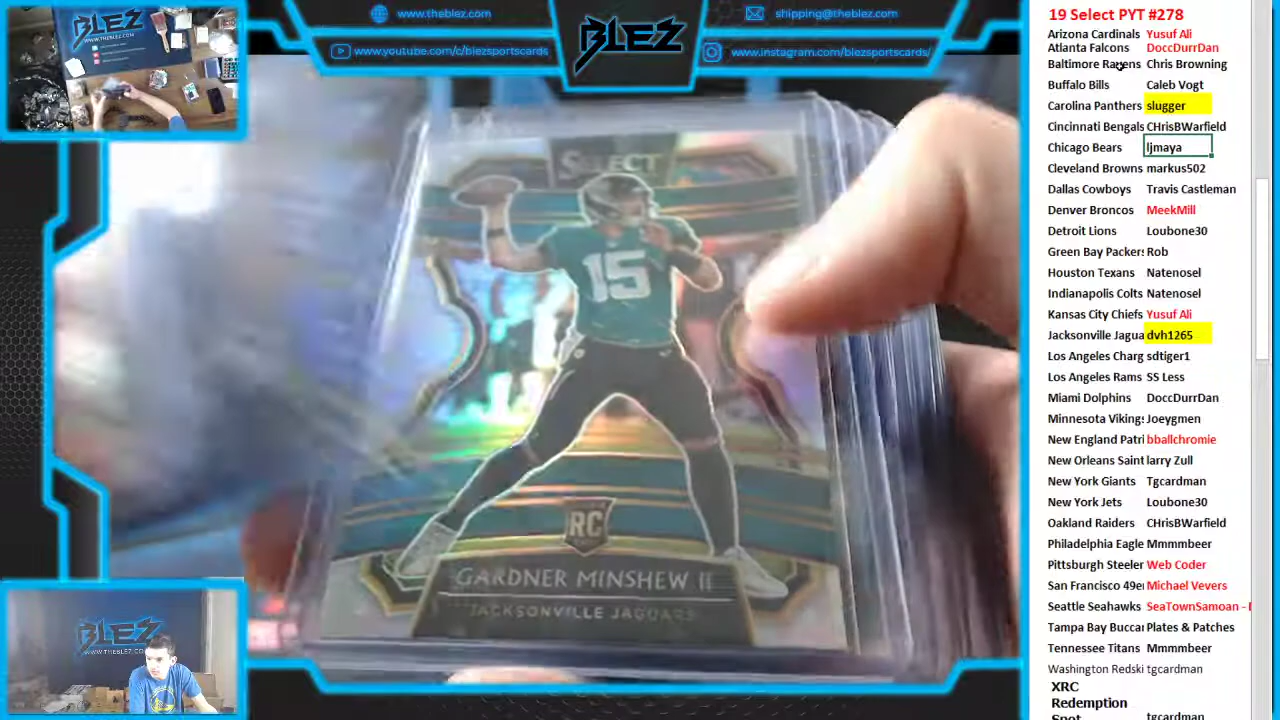 www.theblez.com
shipping@theblez.com
www.youtube.com/c/blezsportscards
BLEZ
www.instagram.com/blezsportscards/
SELECT
15
RC
GARDNER MINSHEW II
JACKSONVILLE JAGUARS
BLEZ
19 Select PYT #278
Arizona Cardinals Yusuf Ali
Atlanta Falcons DoccDurrDan
Baltimore Ravens Chris Browning
Buffalo Bills Caleb Vogt
Carolina Panthers slugger
Cincinnati Bengals CHrisBWarfield
Chicago Bears ljmaya
Cleveland Browns markus502
Dallas Cowboys Travis Castleman
Denver Broncos MeekMill
Detroit Lions Loubone30
Green Bay Packers Rob
Houston Texans Natenosel
Indianapolis Colts Natenosel
Kansas City Chiefs Yusuf Ali
Jacksonville Jagua dvh1265
Los Angeles Charg sdtiger1
Los Angeles Rams SS Less
Miami Dolphins DoccDurrDan
Minnesota Viking Joeygmen
New England Patri bballchromie
New Orleans Saint larry Zull
New York Giants Tgcardman
New York Jets Loubone30
Oakland Raiders CHrisBWarfield
Philadelphia Eagle Mmmmbeer
Pittsburgh Steeler Web Coder
San Francisco 49e Michael Vevers
Seattle Seahawks SeaTownSamoan -
Tampa Bay Bucca Plates & Patches
Tennessee Titans Mmmmbeer
Washington Redski tgcardman
XRC
Redemption
Spot tgcardman